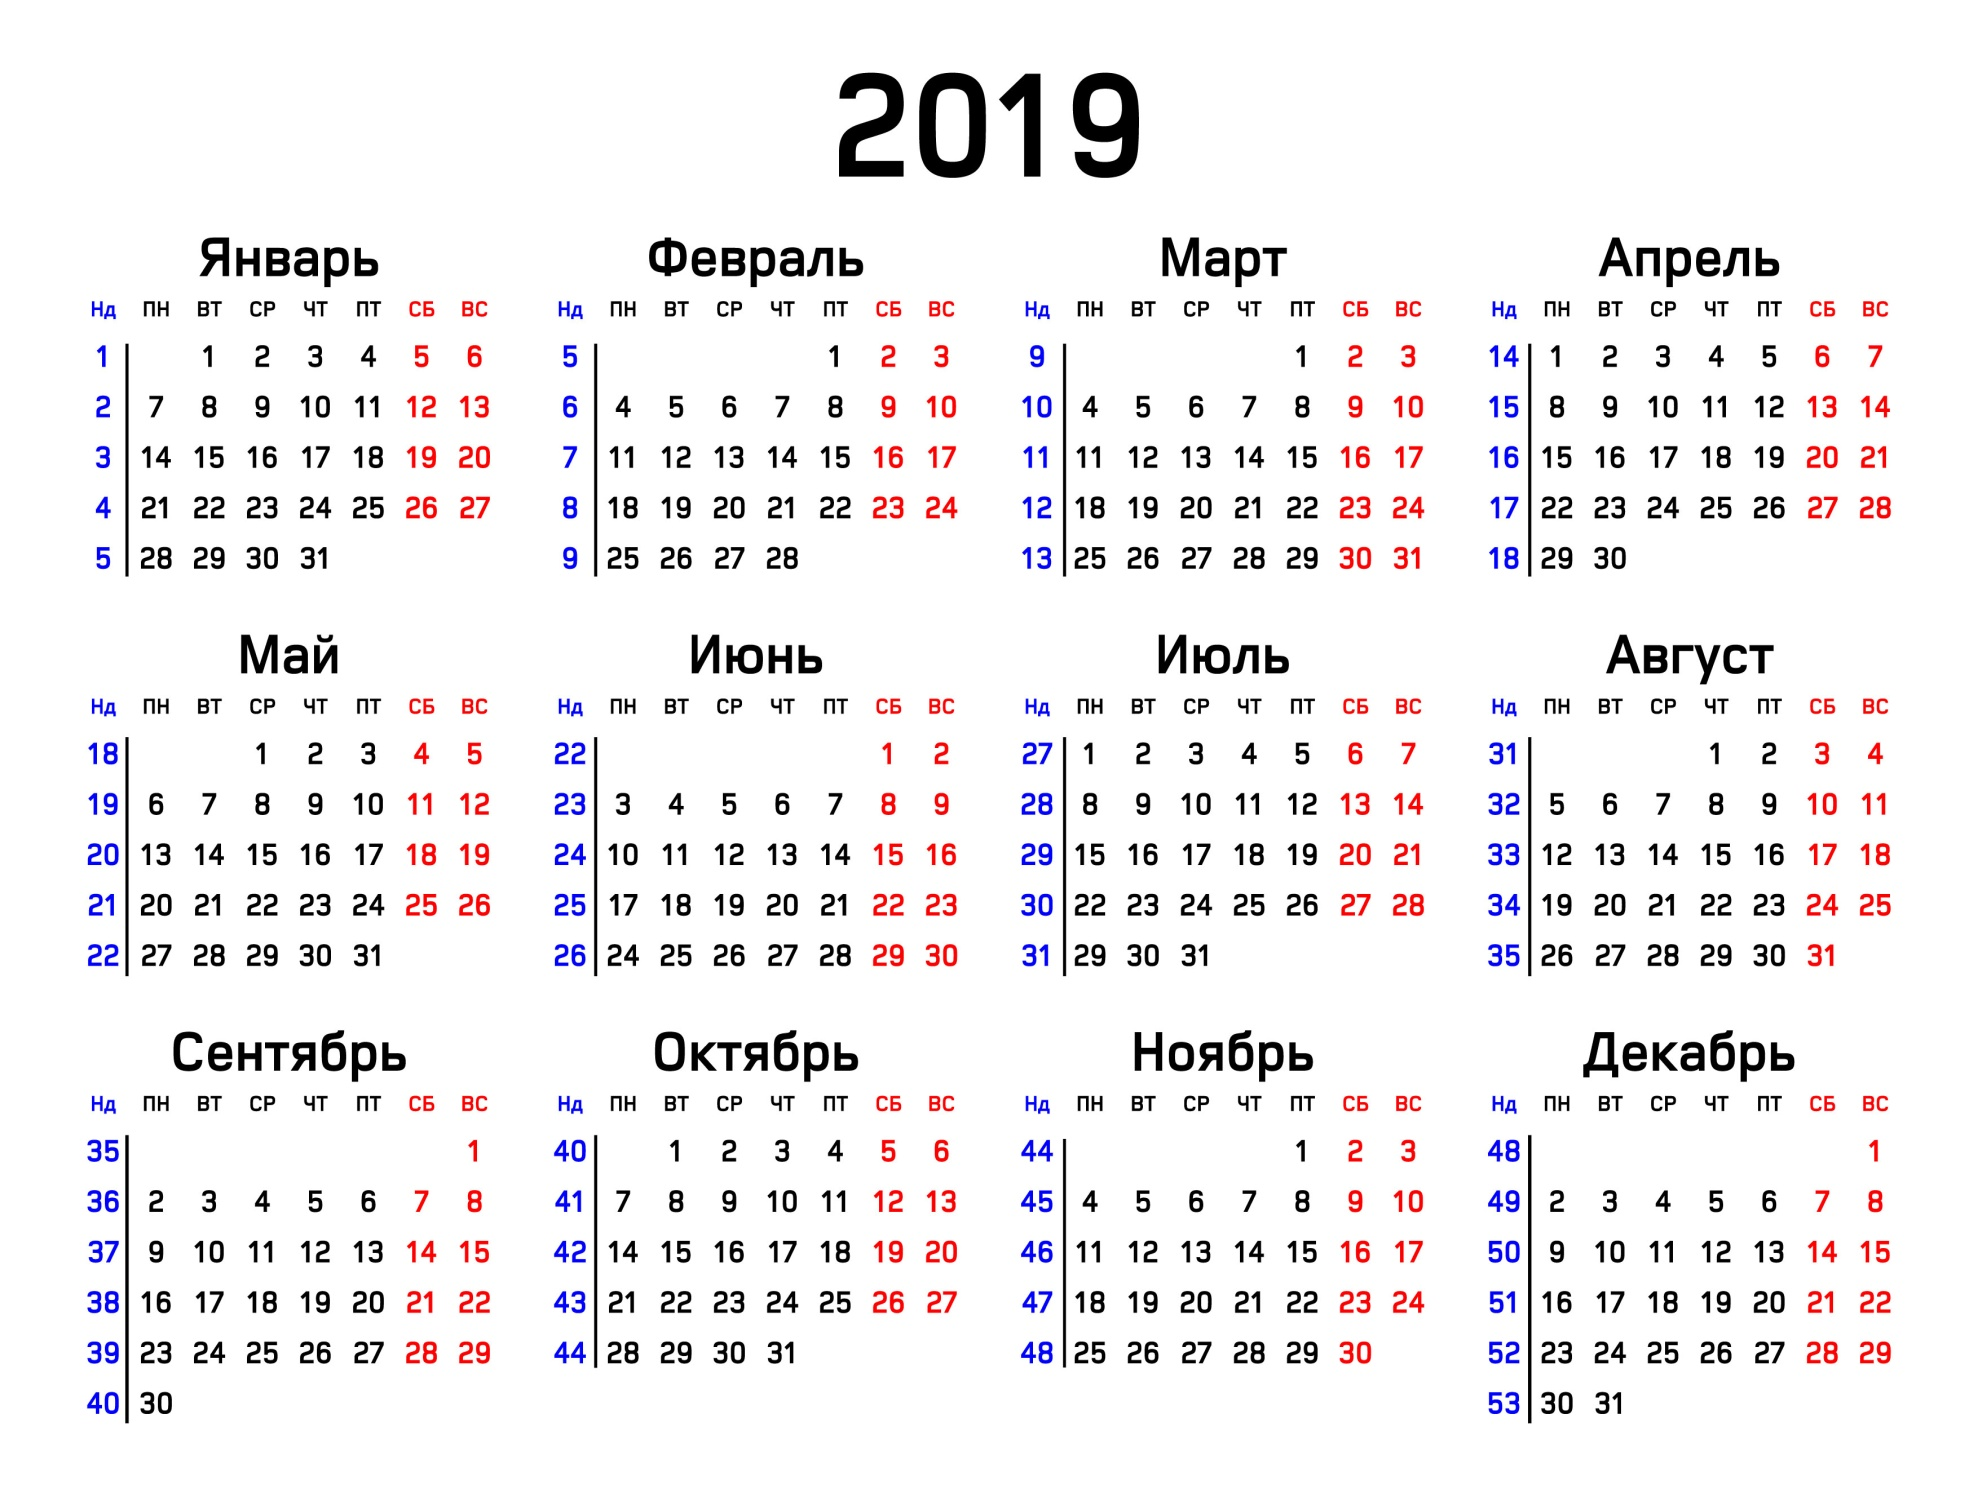 2019
Январь
Нд ПН ВТ СР ЧТ ПТ СБ ВС
1 1 2 3 4 5 6
2 7 8 9 10 11 12 13
3 14 15 16 17 18 19 20
4 21 22 23 24 25 26 27
5 28 29 30 31
Февраль
Нд ПН ВТ СР ЧТ ПТ СБ ВС
5 1 2 3
6 4 5 6 7 8 9 10
7 11 12 13 14 15 16 17
8 18 19 20 21 22 23 24
9 25 26 27 28
Март
Нд ПН ВТ СР ЧТ ПТ СБ ВС
9 1 2 3
10 4 5 6 7 8 9 10
11 11 12 13 14 15 16 17
12 18 19 20 21 22 23 24
13 25 26 27 28 29 30 31
Апрель
Нд ПН ВТ СР ЧТ ПТ СБ ВС
14 1 2 3 4 5 6 7
15 8 9 10 11 12 13 14
16 15 16 17 18 19 20 21
17 22 23 24 25 26 27 28
18 29 30
Май
Нд ПН ВТ СР ЧТ ПТ СБ ВС
18 1 2 3 4 5
19 6 7 8 9 10 11 12
20 13 14 15 16 17 18 19
21 20 21 22 23 24 25 26
22 27 28 29 30 31
Июнь
Нд ПН ВТ СР ЧТ ПТ СБ ВС
22 1 2
23 3 4 5 6 7 8 9
24 10 11 12 13 14 15 16
25 17 18 19 20 21 22 23
26 24 25 26 27 28 29 30
Июль
Нд ПН ВТ СР ЧТ ПТ СБ ВС
27 1 2 3 4 5 6 7
28 8 9 10 11 12 13 14
29 15 16 17 18 19 20 21
30 22 23 24 25 26 27 28
31 29 30 31
Август
Нд ПН ВТ СР ЧТ ПТ СБ ВС
31 1 2 3 4
32 5 6 7 8 9 10 11
33 12 13 14 15 16 17 18
34 19 20 21 22 23 24 25
35 26 27 28 29 30 31
Сентябрь
Нд ПН ВТ СР ЧТ ПТ СБ ВС
35 1
36 2 3 4 5 6 7 8
37 9 10 11 12 13 14 15
38 16 17 18 19 20 21 22
39 23 24 25 26 27 28 29
40 30
Октябрь
Нд ПН ВТ СР ЧТ ПТ СБ ВС
40 1 2 3 4 5 6
41 7 8 9 10 11 12 13
42 14 15 16 17 18 19 20
43 21 22 23 24 25 26 27
44 28 29 30 31
Ноябрь
Нд ПН ВТ СР ЧТ ПТ СБ ВС
44 1 2 3
45 4 5 6 7 8 9 10
46 11 12 13 14 15 16 17
47 18 19 20 21 22 23 24
48 25 26 27 28 29 30
Декабрь
Нд ПН ВТ СР ЧТ ПТ СБ ВС
48 1
49 2 3 4 5 6 7 8
50 9 10 11 12 13 14 15
51 16 17 18 19 20 21 22
52 23 24 25 26 27 28 29
53 30 31